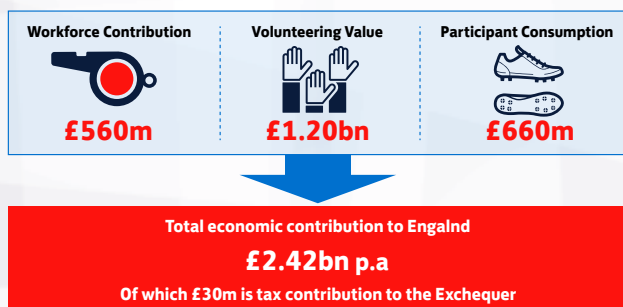 Workforce Contribution
Volunteering Value
Participant Consumption
£560m
£1.20bn
£660m
Total economic contribution to Engalnd
£2.42bn p.a
Of which £30m is tax contribution to the Exchequer